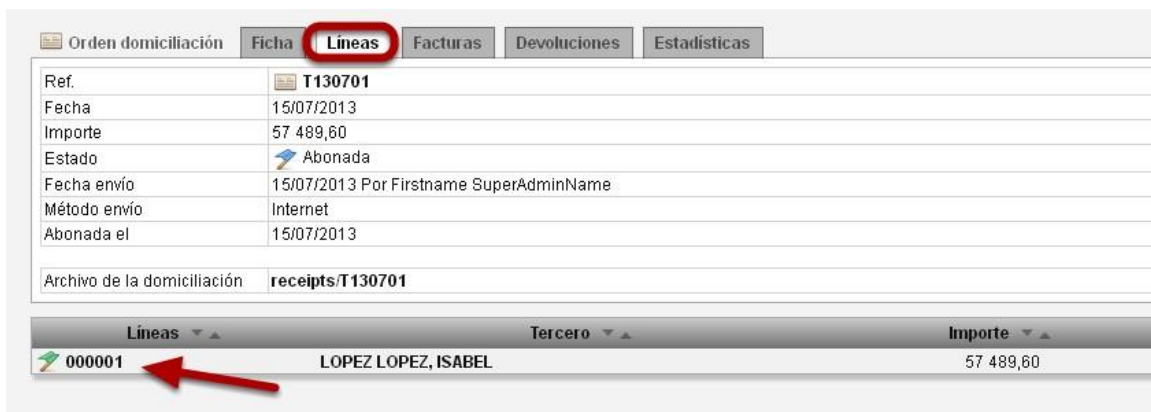 Orden domiciliación Ficha Líneas Facturas Devoluciones Estadísticas
Ref. T130701
Fecha 15/07/2013
Importe 57 489,60
Estado Abonada
Fecha envío 15/07/2013 Por Firstname SuperAdminName
Método envío Internet
Abonada el 15/07/2013
Archivo de la domiciliación receipts/T130701
Líneas Tercero Importe
000001 LOPEZ LOPEZ, ISABEL 57 489,60